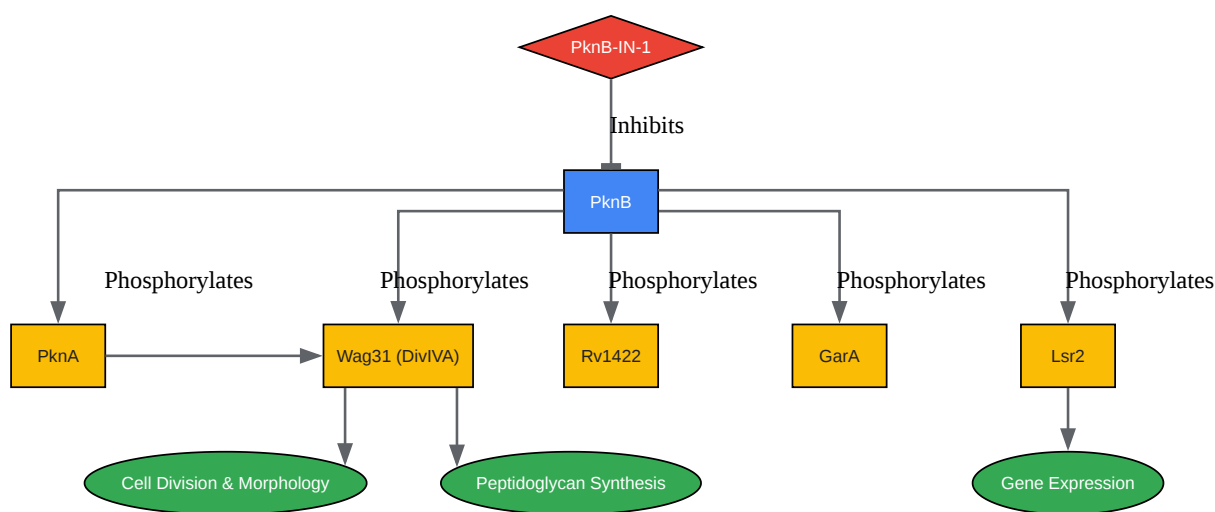 PknB-IN-1
Inhibits
PknB
Phosphorylates
Phosphorylates
Phosphorylates
Phosphorylates
Phosphorylates
PknA
Wag31 (DivIVA)
Rv1422
GarA
Lsr2
Cell Division & Morphology
Peptidoglycan Synthesis
Gene Expression